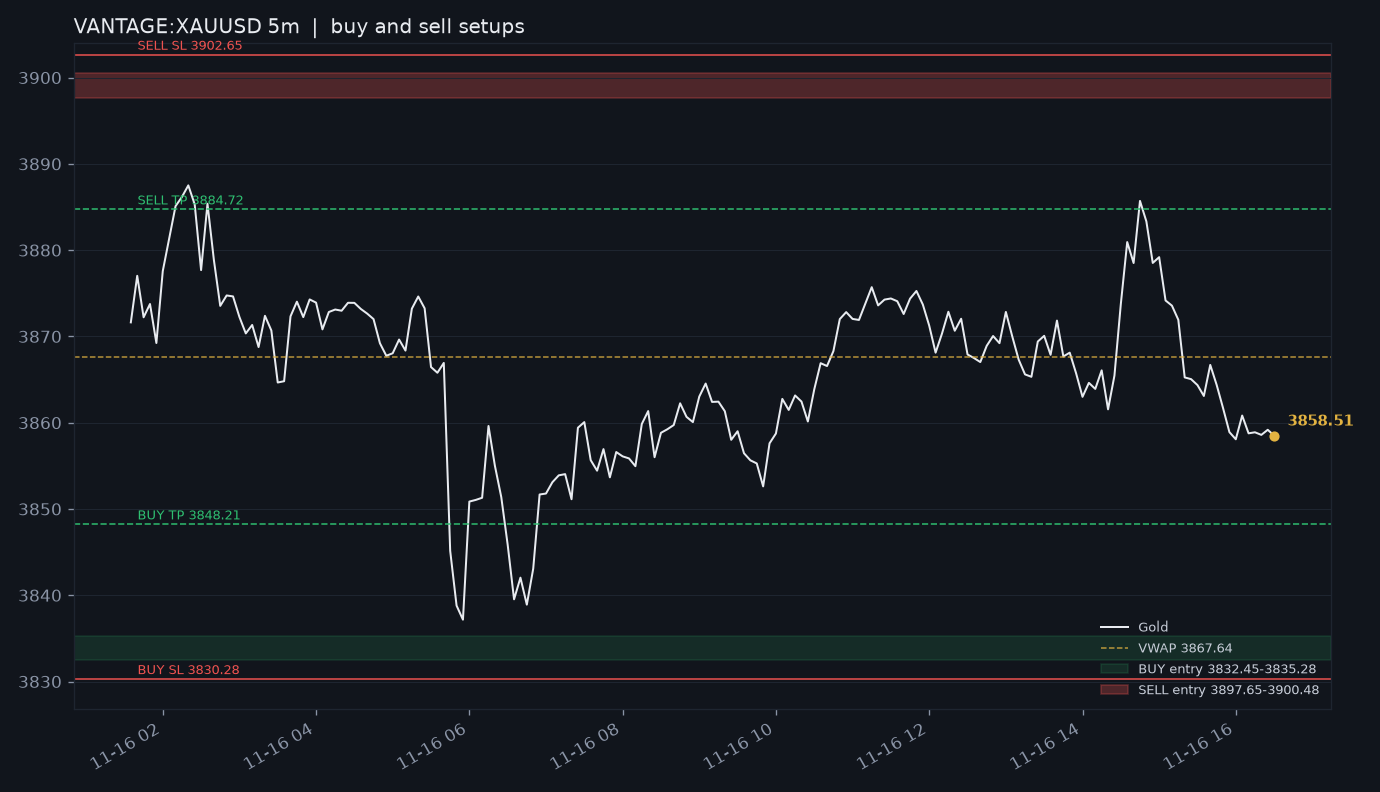 VANTAGE:XAUUSD 5m | buy and sell setups
SELL SL 3902.65
3900
3890
SELL TP 3884.72
3880
3870
3860
3858.51
3850
BUY TP 3848.21
3840
3830
BUY SL 3830.28
Gold
VWAP 3867.64
BUY entry 3832.45-3835.28
SELL entry 3897.65-3900.48
11-16 02
11-16 04
11-16 06
11-16 08
11-16 10
11-16 12
11-16 14
11-16 16